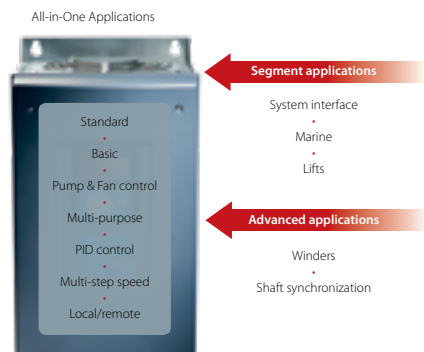 All-in-One Applications
Standard
Basic
Pump & Fan control
Multi-purpose
PID control
Multi-step speed
Local/remote
Segment applications
System interface
Marine
Lifts
Advanced applications
Winders
Shaft synchronization